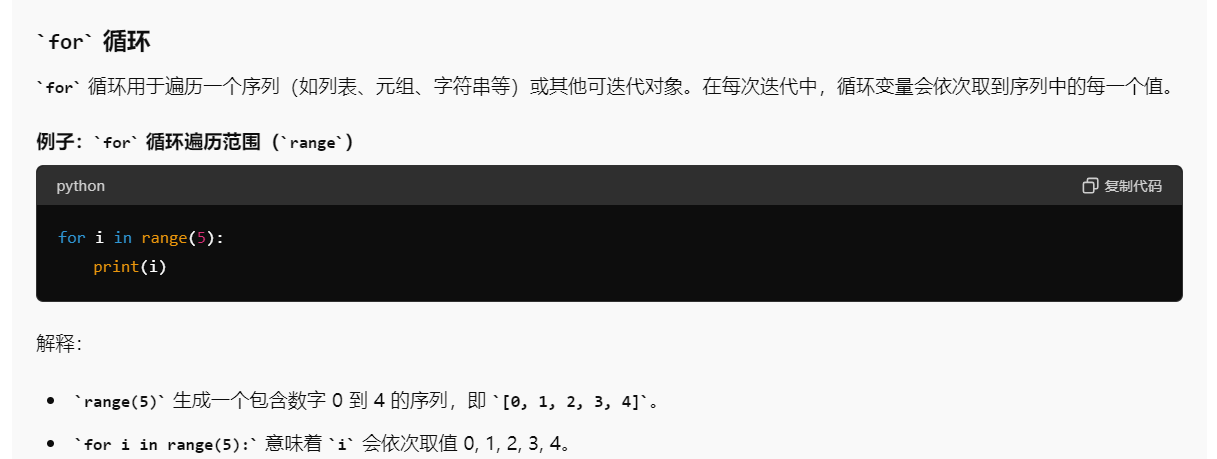 `for` 循环
`for` 循环用于遍历一个序列（如列表、元组、字符串等）或其他可迭代对象。在每次迭代中，循环变量会依次取到序列中的每一个值。
例子：`for` 循环遍历范围（`range`）
python 复制代码
for i in range(5):
    print(i)
解释：
• `range(5)` 生成一个包含数字 0 到 4 的序列，即 `[0, 1, 2, 3, 4]`。
• `for i in range(5):` 意味着 `i` 会依次取值 0, 1, 2, 3, 4。